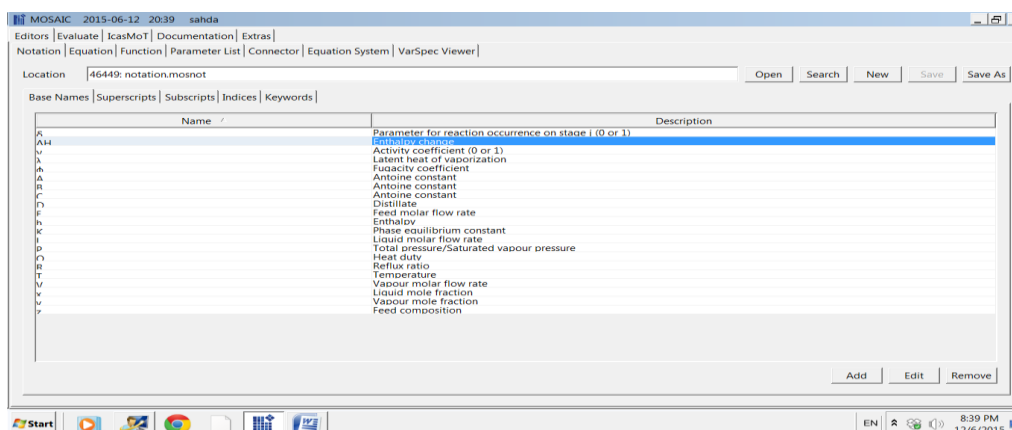 MOSAIC 2015-06-12 20:39 sahda
Editors Evaluate IcasMoT Documentation Extras
Notation Equation Function Parameter List Connector Equation System VarSpec Viewer
Location 46449: notation.mosnot Open Search New Save Save As
Base Names Superscripts Subscripts Indices Keywords
Name Description
Parameter for reaction occurrence on stage j (0 or 1)
ΔH Enthalpy change
γ Activity coefficient (0 or 1)
λ Latent heat of vaporization
Fugacity coefficient
A Antoine constant
B Antoine constant
C Antoine constant
D Distillate
F Feed molar flow rate
h Enthalpy
K Phase equilibrium constant
L Liquid molar flow rate
P Total pressure/Saturated vapour pressure
Q Heat duty
R Reflux ratio
T Temperature
V Vapour molar flow rate
x Liquid mole fraction
y Vapour mole fraction
z Feed composition
Add Edit Remove
Start EN 8:39 PM
12/6/2015